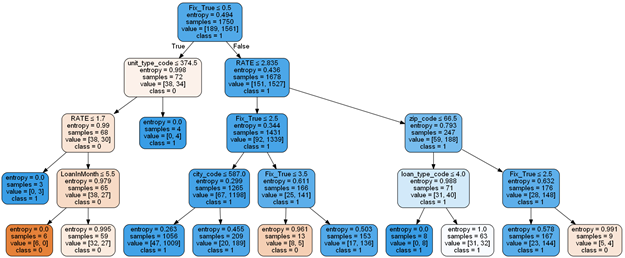 Fix_True ≤ 0.5
entropy = 0.494
samples = 1750
value = [189, 1561]
class = 1
True
False
unit_type_code ≤ 374.5
entropy = 0.998
samples = 72
value = [38, 34]
class = 0
RATE ≤ 2.835
entropy = 0.436
samples = 1678
value = [151, 1527]
class = 1
RATE ≤ 1.7
entropy = 0.99
samples = 68
value = [38, 30]
class = 0
entropy = 0.0
samples = 4
value = [0, 4]
class = 1
Fix_True ≤ 2.5
entropy = 0.344
samples = 1431
value = [92, 1339]
class = 1
zip_code ≤ 66.5
entropy = 0.793
samples = 247
value = [59, 188]
class = 1
entropy = 0.0
samples = 3
value = [0, 3]
class = 1
LoanInMonth ≤ 5.5
entropy = 0.979
samples = 65
value = [38, 27]
class = 0
city_code ≤ 587.0
entropy = 0.299
samples = 1265
value = [67, 1198]
class = 1
Fix_True ≤ 3.5
entropy = 0.611
samples = 166
value = [25, 141]
class = 1
loan_type_code ≤ 4.0
entropy = 0.988
samples = 71
value = [31, 40]
class = 1
Fix_True ≤ 2.5
entropy = 0.632
samples = 176
value = [28, 148]
class = 1
entropy = 0.0
samples = 6
value = [6, 0]
class = 0
entropy = 0.995
samples = 59
value = [32, 27]
class = 0
entropy = 0.263
samples = 1056
value = [47, 1009]
class = 1
entropy = 0.455
samples = 209
value = [20, 189]
class = 1
entropy = 0.961
samples = 13
value = [8, 5]
class = 0
entropy = 0.503
samples = 153
value = [17, 136]
class = 1
entropy = 0.0
samples = 8
value = [0, 8]
class = 1
entropy = 1.0
samples = 63
value = [31, 32]
class = 1
entropy = 0.578
samples = 167
value = [23, 144]
class = 1
entropy = 0.991
samples = 9
value = [5, 4]
class = 0